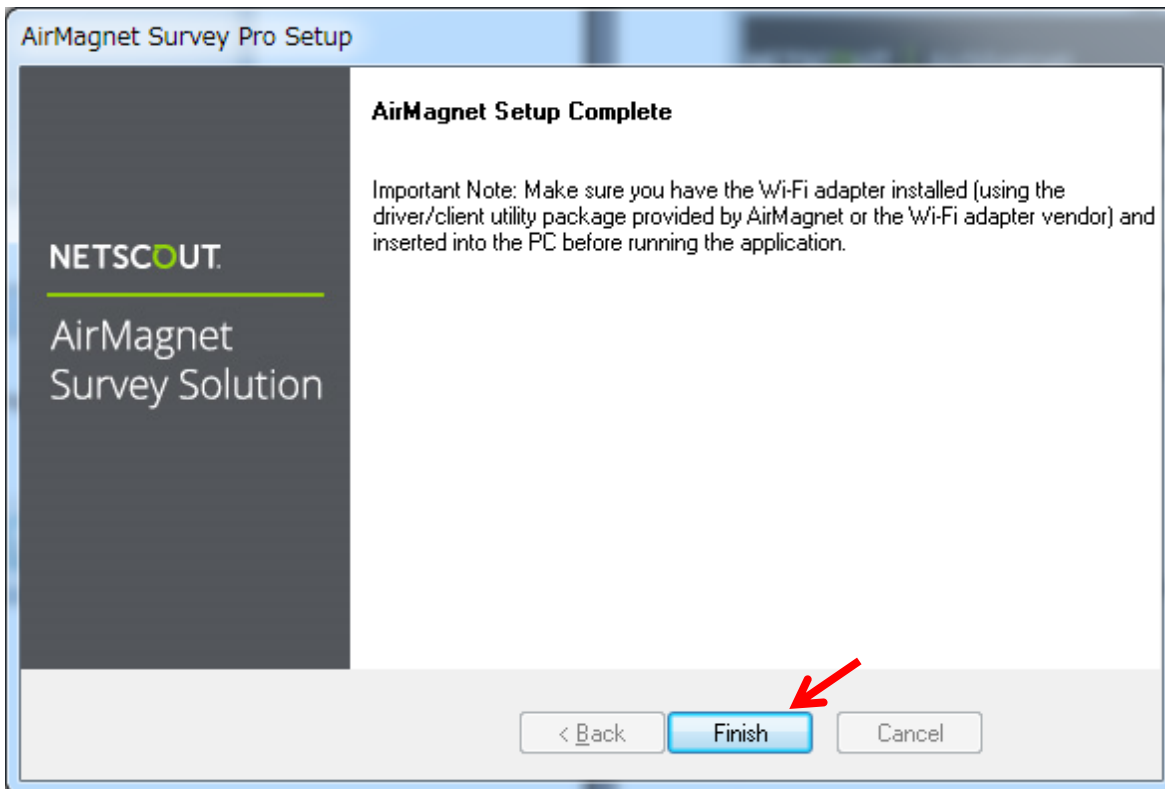 AirMagnet Survey Pro Setup
NETSCOUT.
AirMagnet
Survey Solution
AirMagnet Setup Complete
Important Note: Make sure you have the Wi-Fi adapter installed (using the
driver/client utility package provided by AirMagnet or the Wi-Fi adapter vendor) and
inserted into the PC before running the application.
< Back
Finish
Cancel